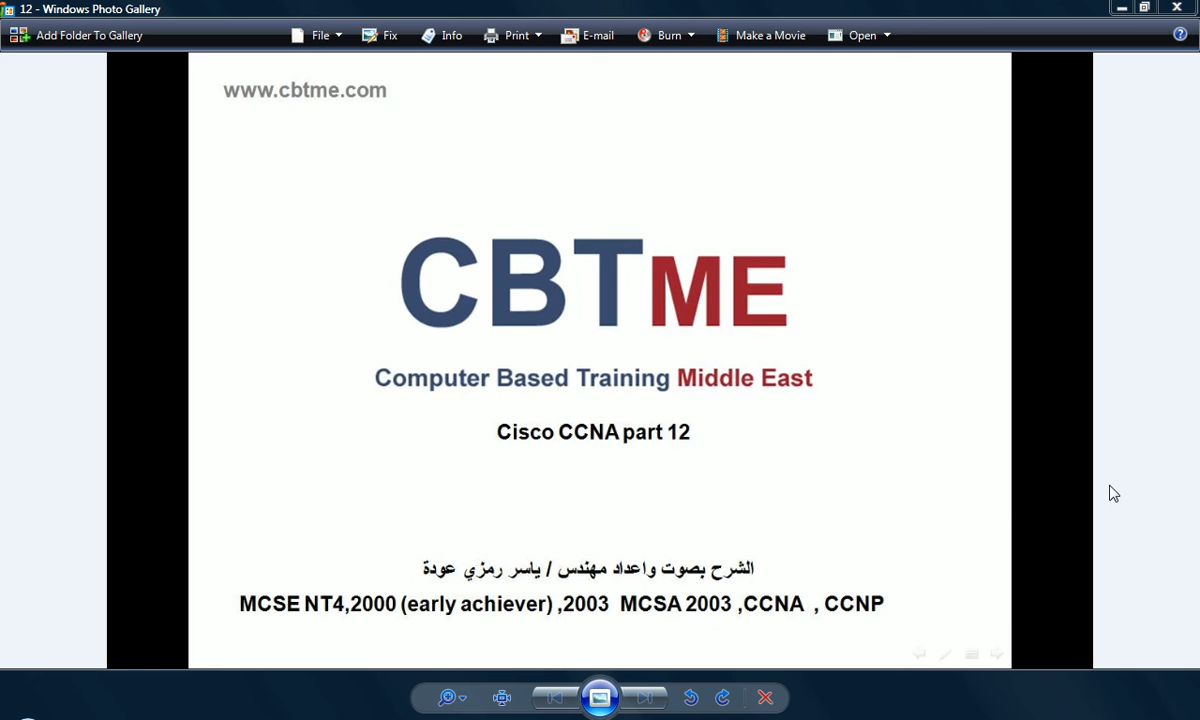 12 - Windows Photo Gallery
Add Folder To Gallery File Fix Info Print E-mail Burn Make a Movie Open
www.cbtme.com
CBTME
Computer Based Training Middle East
Cisco CCNA part 12
الشرح بصوت واعداد مهندس / ياسر رمزي عودة
MCSE NT4,2000 (early achiever) ,2003 MCSA 2003 ,CCNA , CCNP